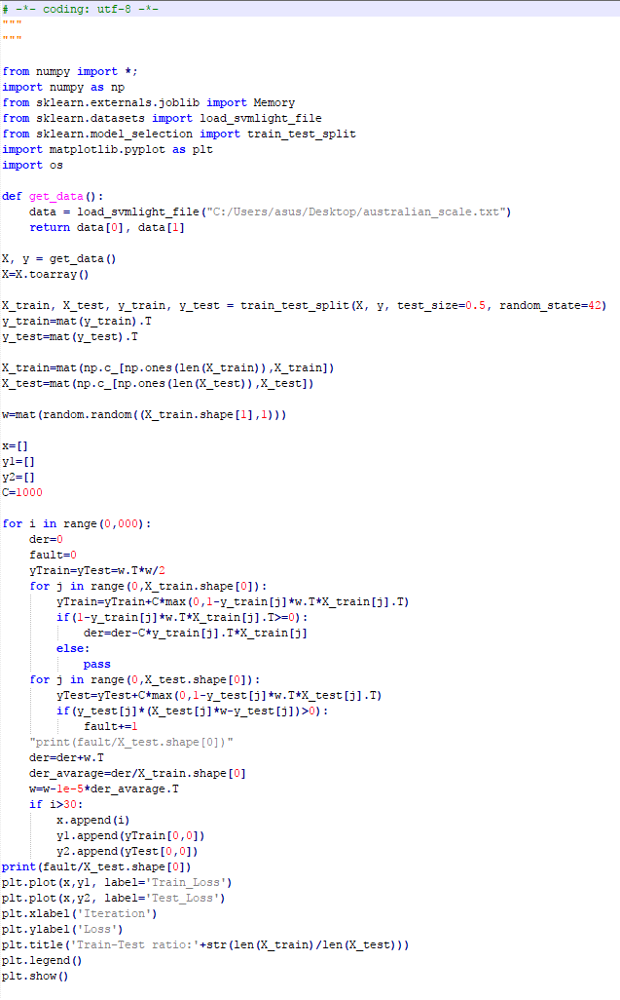 # -*- coding: utf-8 -*-
"""
"""
from numpy import *;
import numpy as np
from sklearn.externals.joblib import Memory
from sklearn.datasets import load_svmlight_file
from sklearn.model_selection import train_test_split
import matplotlib.pyplot as plt
import os
def get_data():
    data = load_svmlight_file("C:/Users/asus/Desktop/australian_scale.txt")
    return data[0], data[1]
X, y = get_data()
X=X.toarray()
X_train, X_test, y_train, y_test = train_test_split(X, y, test_size=0.5, random_state=42)
y_train=mat(y_train).T
y_test=mat(y_test).T
X_train=mat(np.c_[np.ones(len(X_train)),X_train])
X_test=mat(np.c_[np.ones(len(X_test)),X_test])
w=mat(random.random((X_train.shape[1],1)))
x=[]
y1=[]
y2=[]
C=1000
for i in range(0,000):
    der=0
    fault=0
    yTrain=yTest=w.T*w/2
    for j in range(0,X_train.shape[0]):
        yTrain=yTrain+C*max(0,1-y_train[j]*w.T*X_train[j].T)
        if(1-y_train[j]*w.T*X_train[j].T>=0):
            der=der-C*y_train[j].T*X_train[j]
        else:
            pass
    for j in range(0,X_test.shape[0]):
        yTest=yTest+C*max(0,1-y_test[j]*w.T*X_test[j].T)
        if(y_test[j]*(X_test[j]*w-y_test[j])>0):
            fault+=1
    "print(fault/X_test.shape[0])"
    der=der+w.T
    der_avarage=der/X_train.shape[0]
    w=w-1e-5*der_avarage.T
    if i>30:
        x.append(i)
        y1.append(yTrain[0,0])
        y2.append(yTest[0,0])
print(fault/X_test.shape[0])
plt.plot(x,y1, label='Train_Loss')
plt.plot(x,y2, label='Test_Loss')
plt.xlabel('Iteration')
plt.ylabel('Loss')
plt.title('Train-Test ratio:'+str(len(X_train)/len(X_test)))
plt.legend()
plt.show()